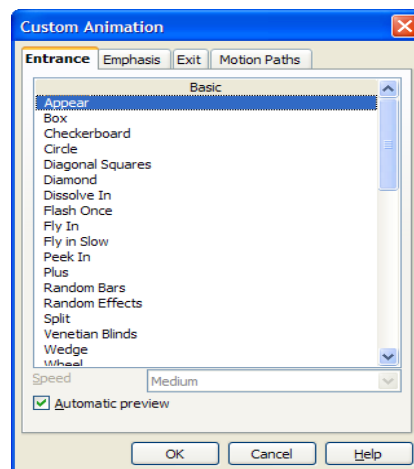 Custom Animation
Entrance Emphasis Exit Motion Paths
Basic
Appear
Box
Checkerboard
Circle
Diagonal Squares
Diamond
Dissolve In
Flash Once
Fly In
Fly in Slow
Peek In
Plus
Random Bars
Random Effects
Split
Venetian Blinds
Wedge
Wheel
Speed Medium
Automatic preview
OK Cancel Help